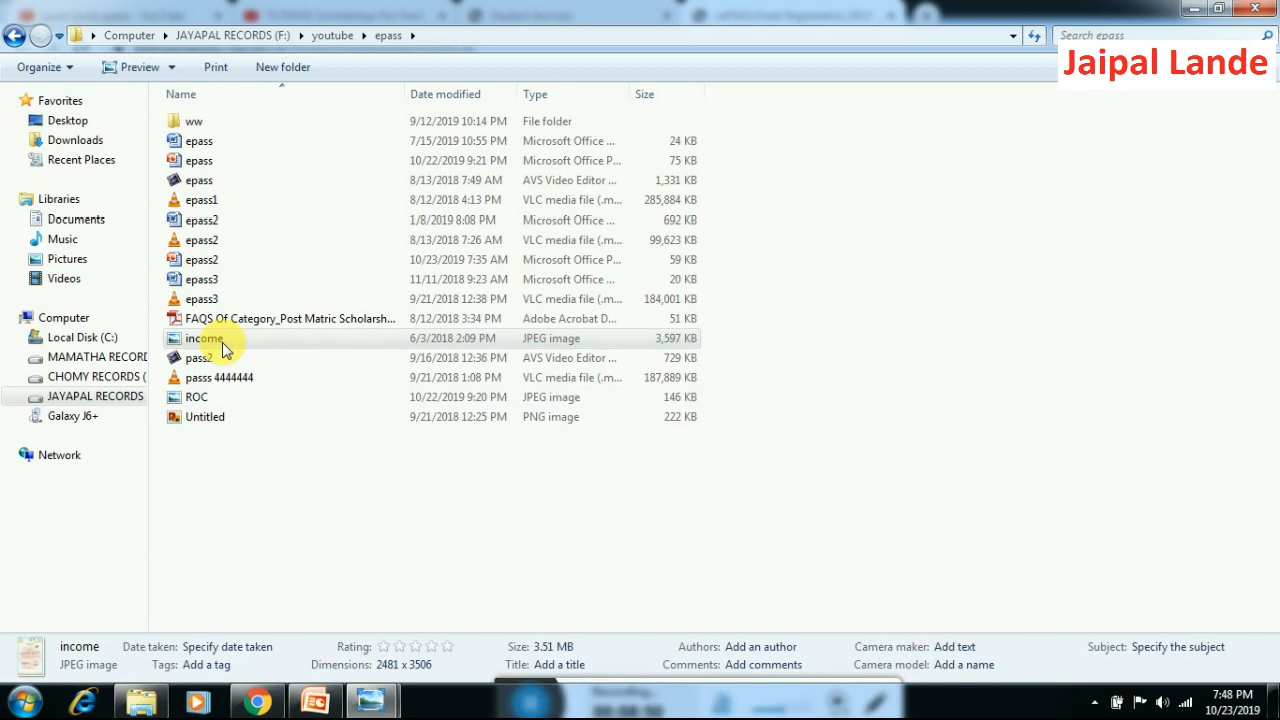 Computer JAYAPAL RECORDS (F:) youtube epass
Search epass
Jaipal Lande
Organize Preview Print New folder
Name Date modified Type Size
Favorites
Desktop
Downloads
Recent Places
Libraries
Documents
Music
Pictures
Videos
Computer
Local Disk (C:)
MAMATHA RECORD
CHOMY RECORDS (
JAYAPAL RECORDS
Galaxy J6+
Network
ww 9/12/2019 10:14 PM File folder
epass 7/15/2019 10:55 PM Microsoft Office ... 24 KB
epass 10/22/2019 9:21 PM Microsoft Office P... 75 KB
epass 8/13/2018 7:49 AM AVS Video Editor ... 1,331 KB
epass1 8/12/2018 4:13 PM VLC media file (.m... 285,884 KB
epass2 1/8/2019 8:08 PM Microsoft Office ... 692 KB
epass2 8/13/2018 7:26 AM VLC media file (.m... 99,623 KB
epass2 10/23/2019 7:35 AM Microsoft Office P... 59 KB
epass3 11/11/2018 9:23 AM Microsoft Office ... 20 KB
epass3 9/21/2018 12:38 PM VLC media file (.m... 184,001 KB
FAQS Of Category_Post Matric Scholarsh... 8/12/2018 3:34 PM Adobe Acrobat D... 51 KB
income 6/3/2018 2:09 PM JPEG image 3,597 KB
pass2 9/16/2018 12:36 PM AVS Video Editor ... 729 KB
passs 4444444 9/21/2018 1:08 PM VLC media file (.m... 187,889 KB
ROC 10/22/2019 9:20 PM JPEG image 146 KB
Untitled 9/21/2018 12:25 PM PNG image 222 KB
income Date taken: Specify date taken Rating: Size: 3.51 MB Authors: Add an author Camera maker: Add text Subject: Specify the subject
JPEG image Tags: Add a tag Dimensions: 2481 x 3506 Title: Add a title Comments: Add comments Camera model: Add a name
Recording...
00:08:50
7:48 PM
10/23/2019